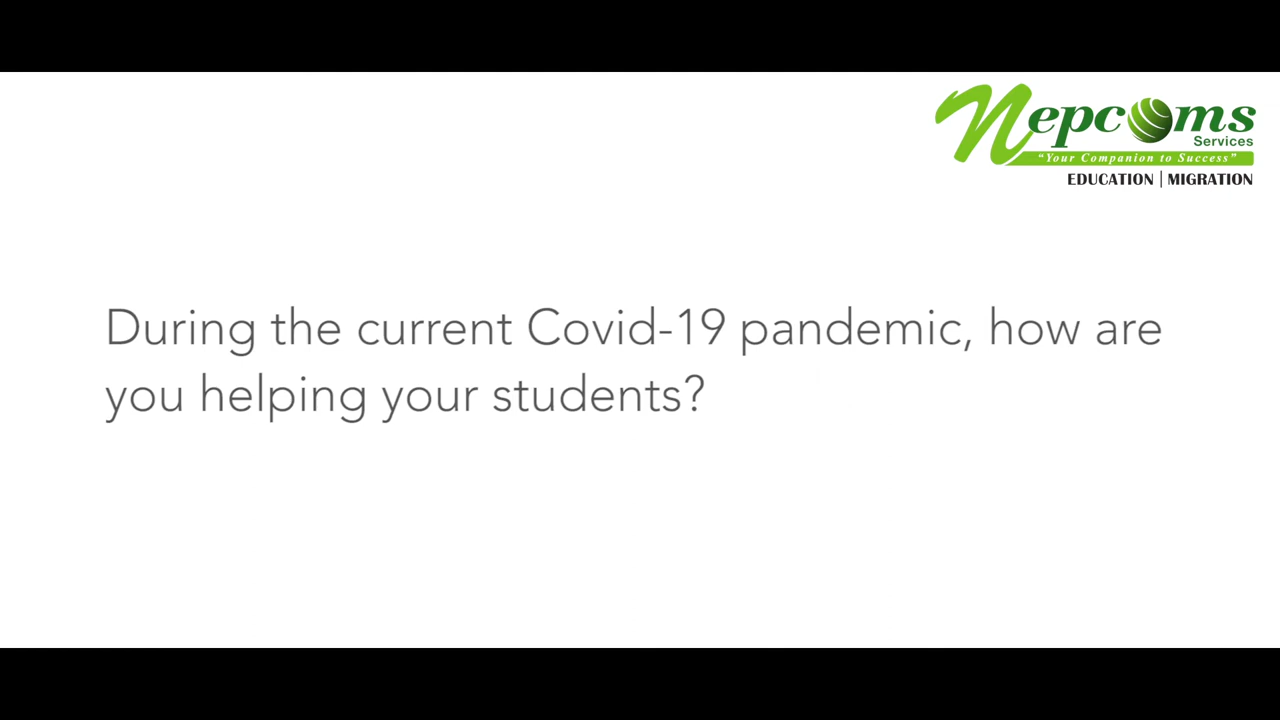 Nepcoms
Services
"Your Companion to Success"
EDUCATION | MIGRATION
During the current Covid-19 pandemic, how are
you helping your students?